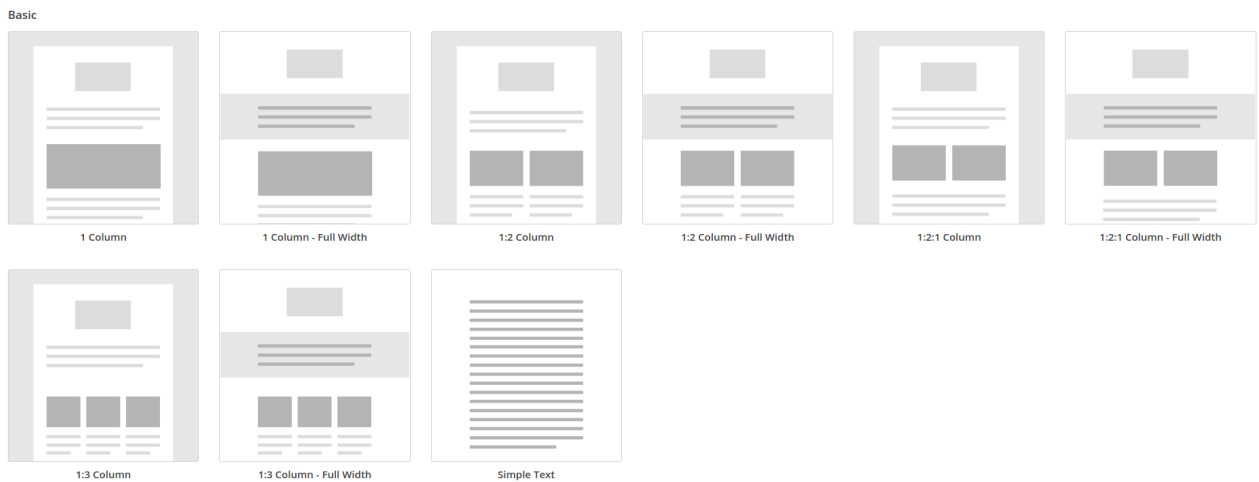 Basic
1 Column
1 Column - Full Width
1:2 Column
1:2 Column - Full Width
1:2:1 Column
1:2:1 Column - Full Width
1:3 Column
1:3 Column - Full Width
Simple Text